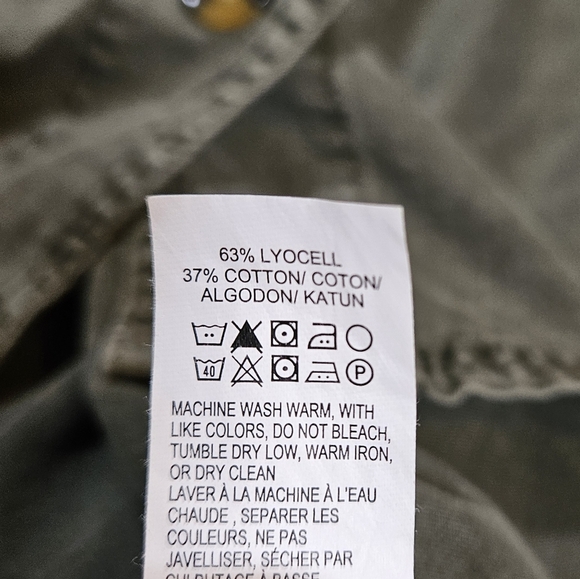 63% LYOCELL
37% COTTON/ COTON/
ALGODON/ KATUN
40 P
MACHINE WASH WARM, WITH
LIKE COLORS, DO NOT BLEACH,
TUMBLE DRY LOW, WARM IRON,
OR DRY CLEAN
LAVER À LA MACHINE À L'EAU
CHAUDE , SEPARER LES
COULEURS, NE PAS
JAVELLISER, SÉCHER PAR